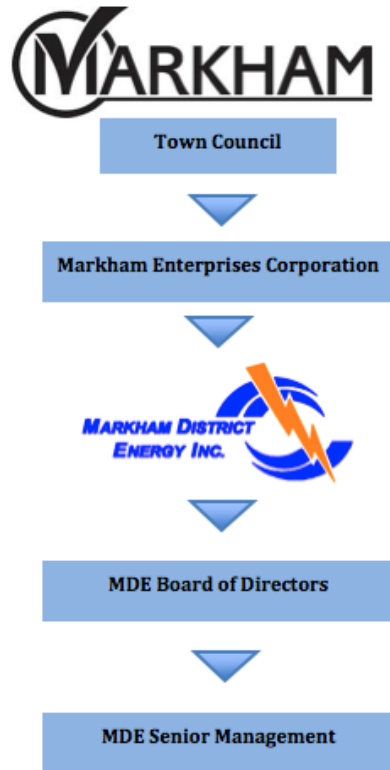 MARKHAM
Town Council
Markham Enterprises Corporation
MARKHAM DISTRICT
ENERGY INC.
MDE Board of Directors
MDE Senior Management